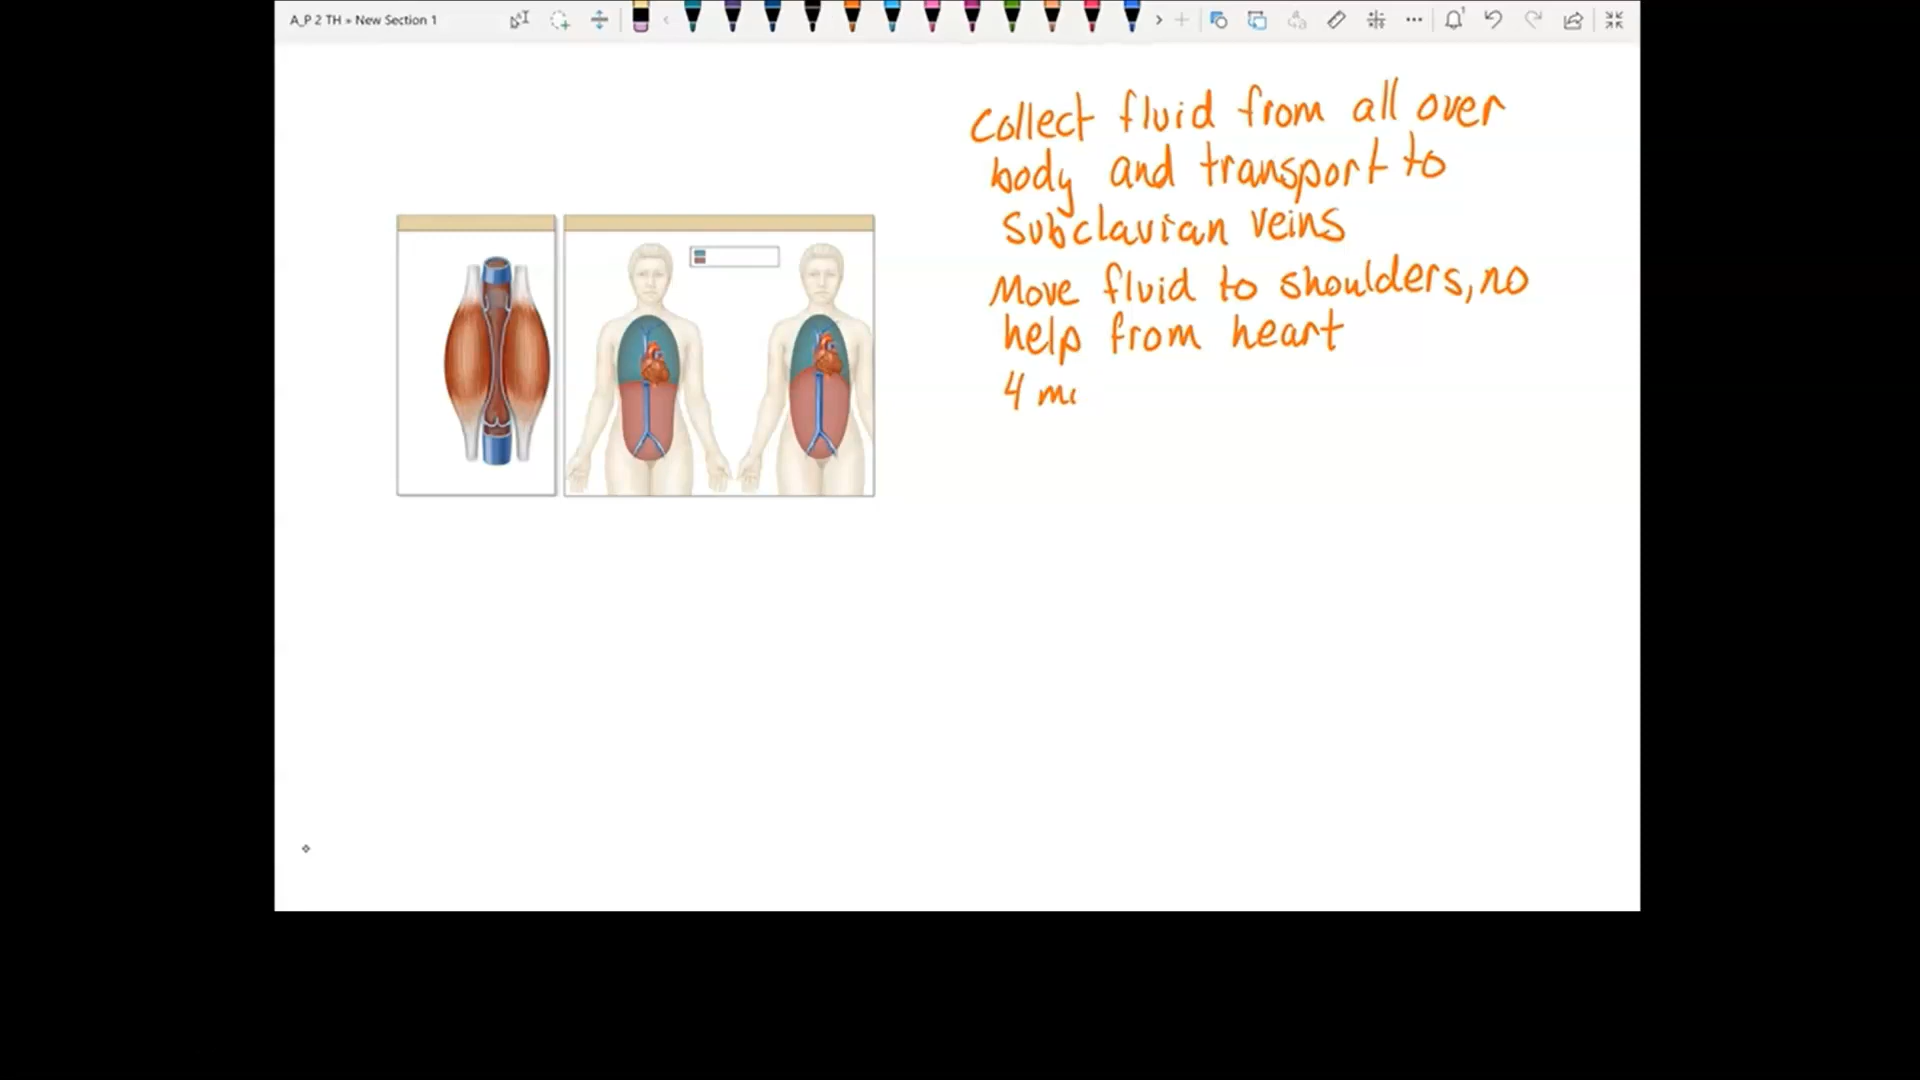 A_P 2 TH » New Section 1
Collect fluid from all over
body and transport to
subclavian veins
Move fluid to shoulders, no
help from heart
4